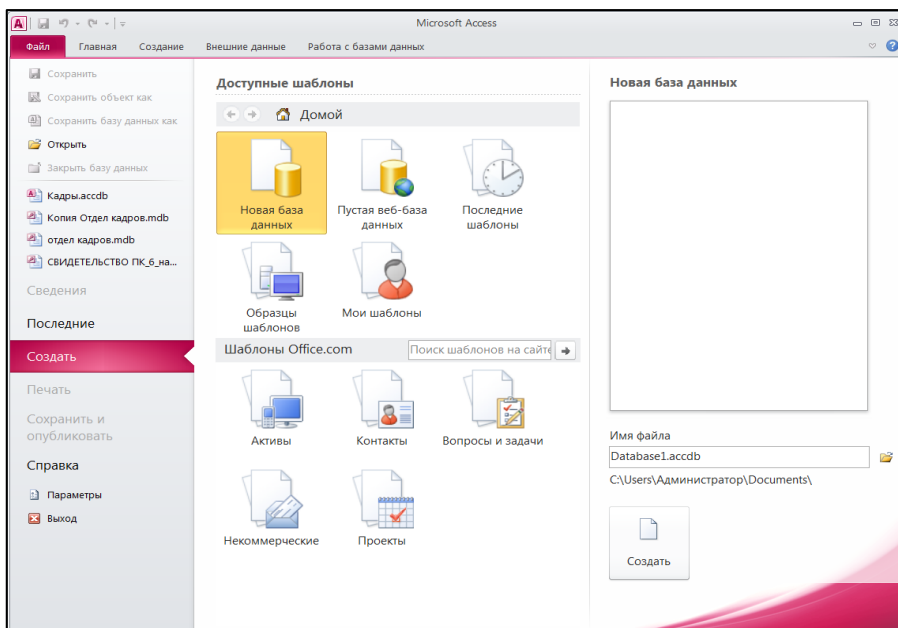 A
Microsoft Access
Файл Главная Создание Внешние данные Работа с базами данных
Сохранить
Сохранить объект как
Сохранить базу данных как
Открыть
Закрыть базу данных
Кадры.accdb
Копия Отдел кадров.mdb
отдел кадров.mdb
СВИДЕТЕЛЬСТВО ПК_6_на...
Сведения
Последние
Создать
Печать
Сохранить и
опубликовать
Справка
Параметры
Выход
Доступные шаблоны
Домой
Новая база
данных
Пустая веб-база
данных
Последние
шаблоны
Образцы
шаблонов
Мои шаблоны
Шаблоны Office.com
Поиск шаблонов на сайте
Активы
Контакты
Вопросы и задачи
Некоммерческие
Проекты
Новая база данных
Имя файла
Database1.accdb
C:\Users\Администратор\Documents\
Создать